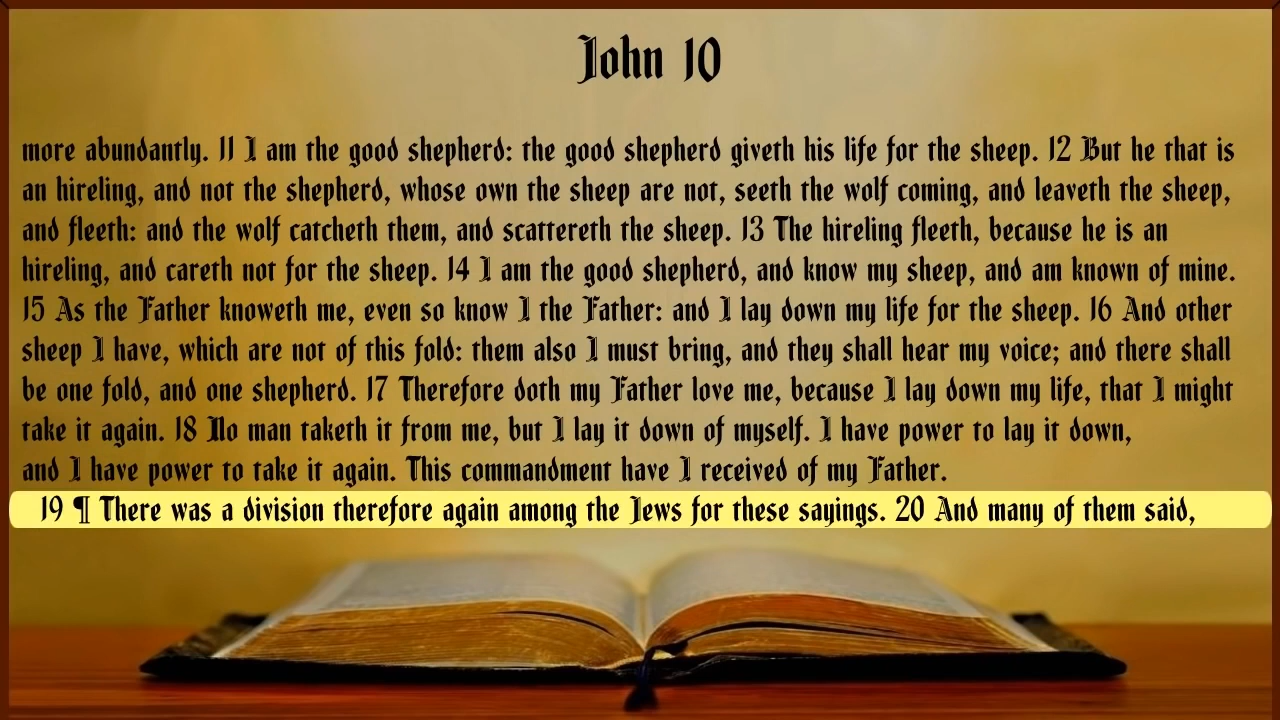 John 10
more abundantly. 11 I am the good shepherd: the good shepherd giveth his life for the sheep. 12 But he that is
an hireling, and not the shepherd, whose own the sheep are not, seeth the wolf coming, and leaveth the sheep,
and fleeth: and the wolf catcheth them, and scattereth the sheep. 13 The hireling fleeth, because he is an
hireling, and careth not for the sheep. 14 I am the good shepherd, and know my sheep, and am known of mine.
15 As the Father knoweth me, even so know I the Father: and I lay down my life for the sheep. 16 And other
sheep I have, which are not of this fold: them also I must bring, and they shall hear my voice; and there shall
be one fold, and one shepherd. 17 Therefore doth my Father love me, because I lay down my life, that I might
take it again. 18 No man taketh it from me, but I lay it down of myself. I have power to lay it down,
and I have power to take it again. This commandment have I received of my Father.
19 ¶ There was a division therefore again among the Jews for these sayings. 20 And many of them said,